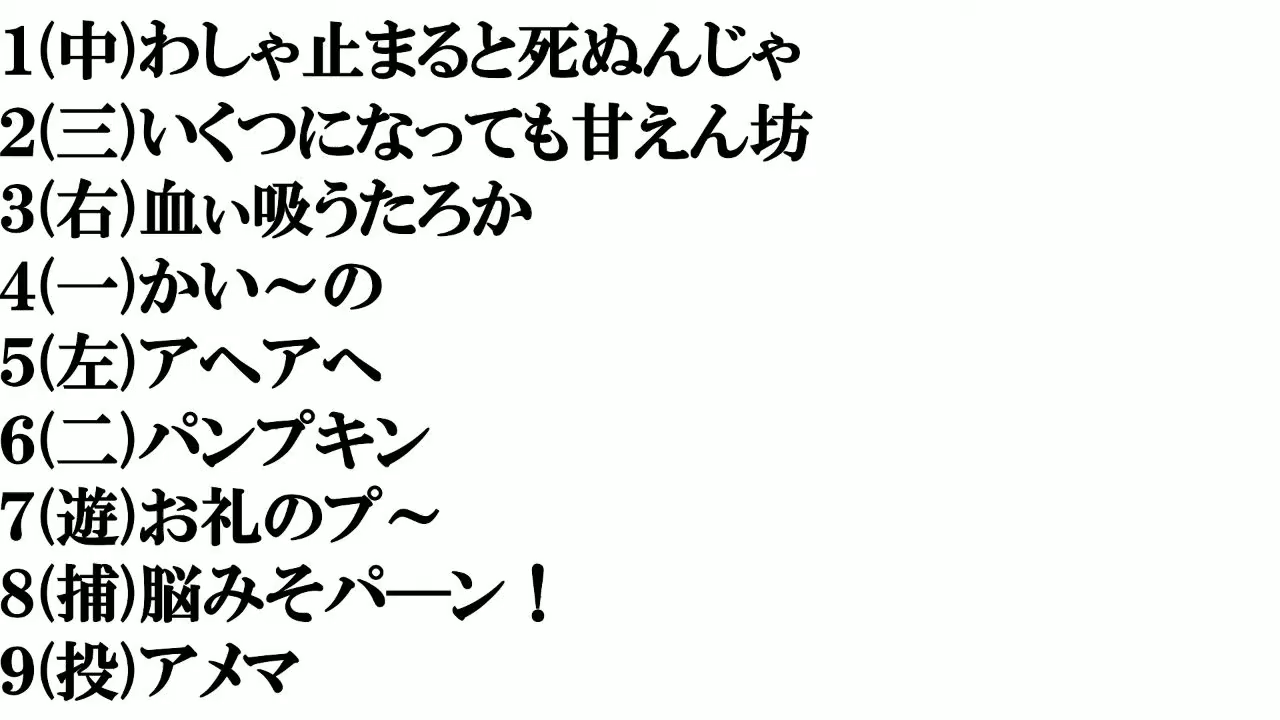 1(中)わしゃ止まると死ぬんじゃ
2(三)いくつになっても甘えん坊
3(右)血ぃ吸うたろか
4(一)かい～の
5(左)アヘアヘ
6(二)パンプキン
7(遊)お礼のプ～
8(捕)脳みそパーン！
9(投)アメマ